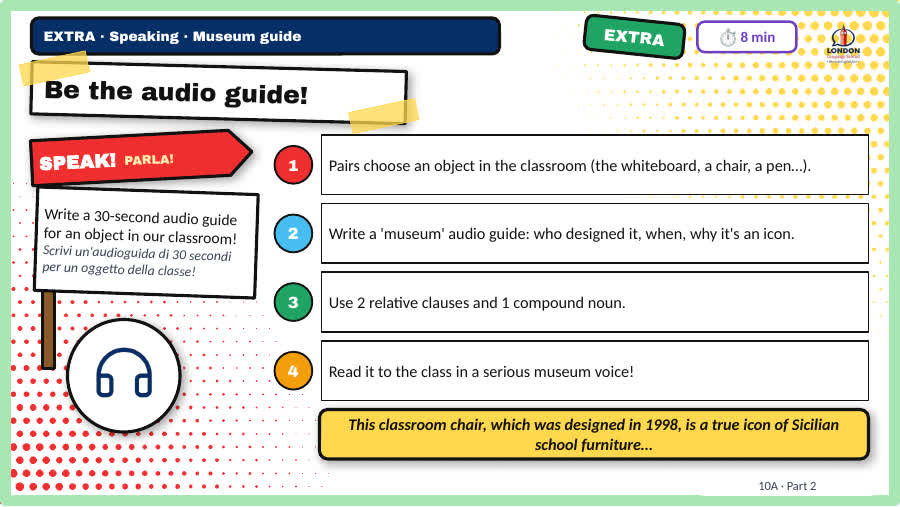 EXTRA · Speaking · Museum guide
EXTRA
8 min
LONDON
Be the audio guide!
SPEAK! PARLA!
Write a 30-second audio guide
for an object in our classroom!
Scrivi un'audioguida di 30 secondi
per un oggetto della classe!
1
Pairs choose an object in the classroom (the whiteboard, a chair, a pen...).
2
Write a 'museum' audio guide: who designed it, when, why it's an icon.
3
Use 2 relative clauses and 1 compound noun.
4
Read it to the class in a serious museum voice!
This classroom chair, which was designed in 1998, is a true icon of Sicilian
school furniture...
10A · Part 2